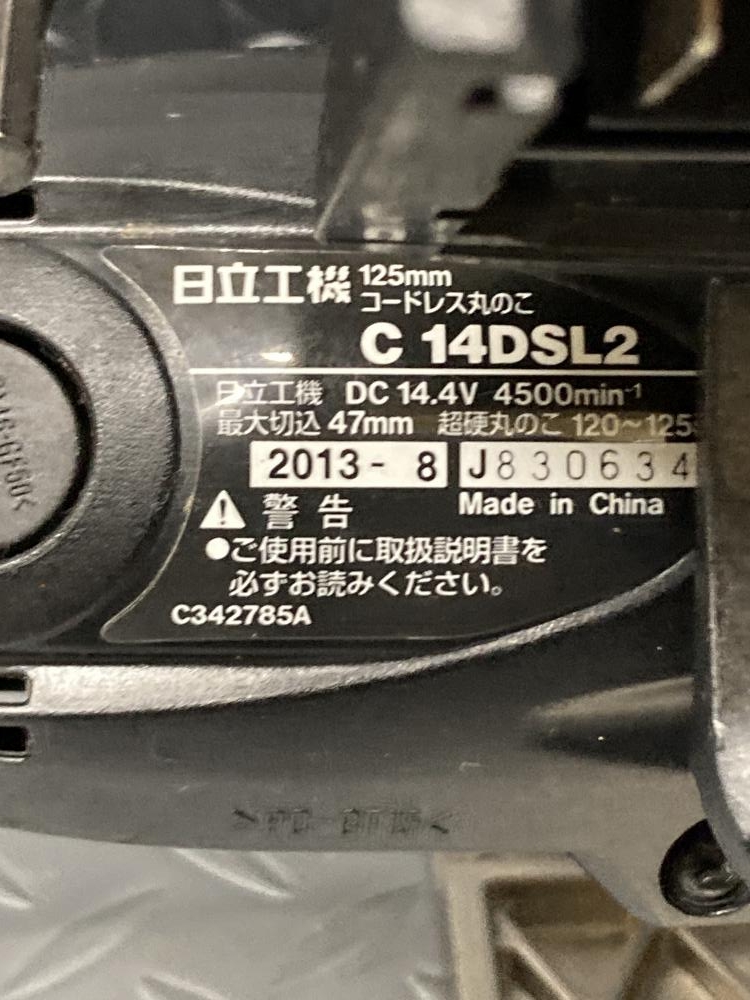 日立工機 125mm
コードレス丸のこ
C 14DSL2
日立工機 DC 14.4V 4500min⁻¹
最大切込 47mm 超硬丸のこ 120～125
2013 - 8 J830634
警告
Made in China
●ご使用前に取扱説明書を
必ずお読みください。
C342785A